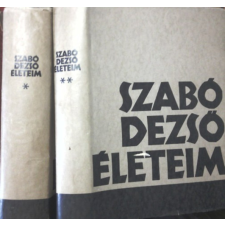 SZABÓ
DEZSŐ
ÉLETEIM
*
SZABÓ
DEZSŐ
ÉLETEIM
**
SZABÓ
DEZSŐ
ÉLETEIM